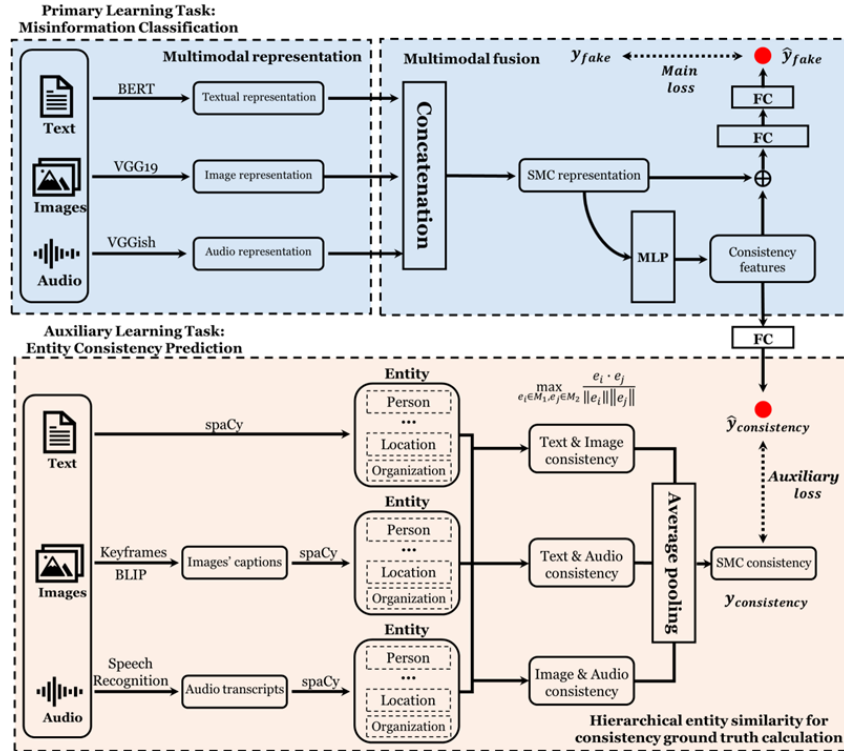 Primary Learning Task:
Misinformation Classification
Multimodal representation
Multimodal fusion
y_fake
ŷ_fake
Main
loss
FC
FC
Text
BERT
Textual representation
Images
VGG19
Image representation
Audio
VGGish
Audio representation
Concatenation
SMC representation
⊕
MLP
Consistency
features
FC
Auxiliary Learning Task:
Entity Consistency Prediction
Text
spaCy
Entity
Person
...
Location
Organization
max e_i∈M_1,e_j∈M_2 e_i · e_j / ‖e_i‖‖e_j‖
Text & Image
consistency
ŷ_consistency
Auxiliary
loss
Images
Keyframes
BLIP
Images' captions
spaCy
Entity
Person
...
Location
Organization
Text & Audio
consistency
Average pooling
SMC consistency
y_consistency
Audio
Speech
Recognition
Audio transcripts
spaCy
Entity
Person
...
Location
Organization
Image & Audio
consistency
Hierarchical entity similarity for
consistency ground truth calculation